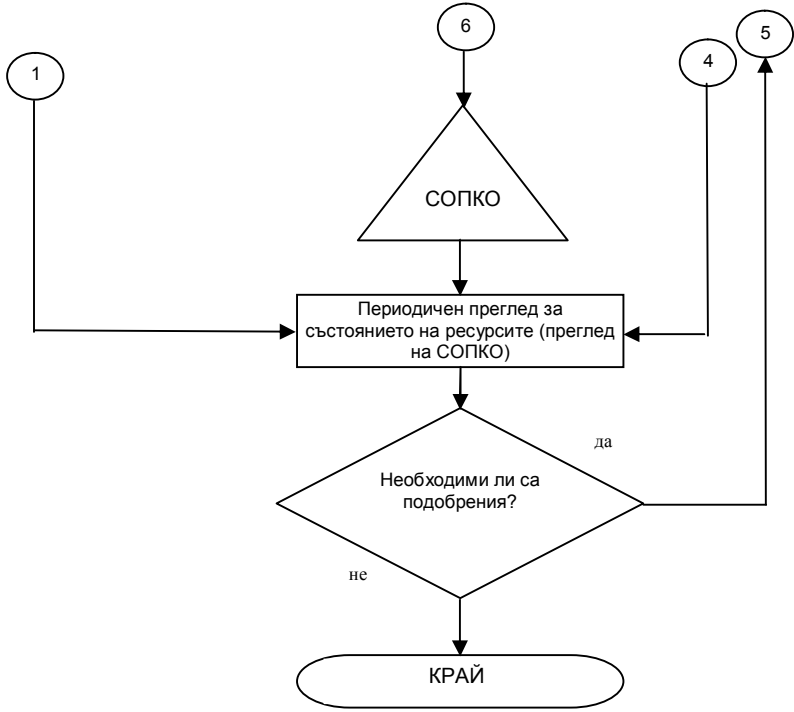 6
5
1
4
СОПКО
Периодичен преглед за
състоянието на ресурсите (преглед
на СОПКО)
да
Необходими ли са
подобрения?
не
КРАЙ